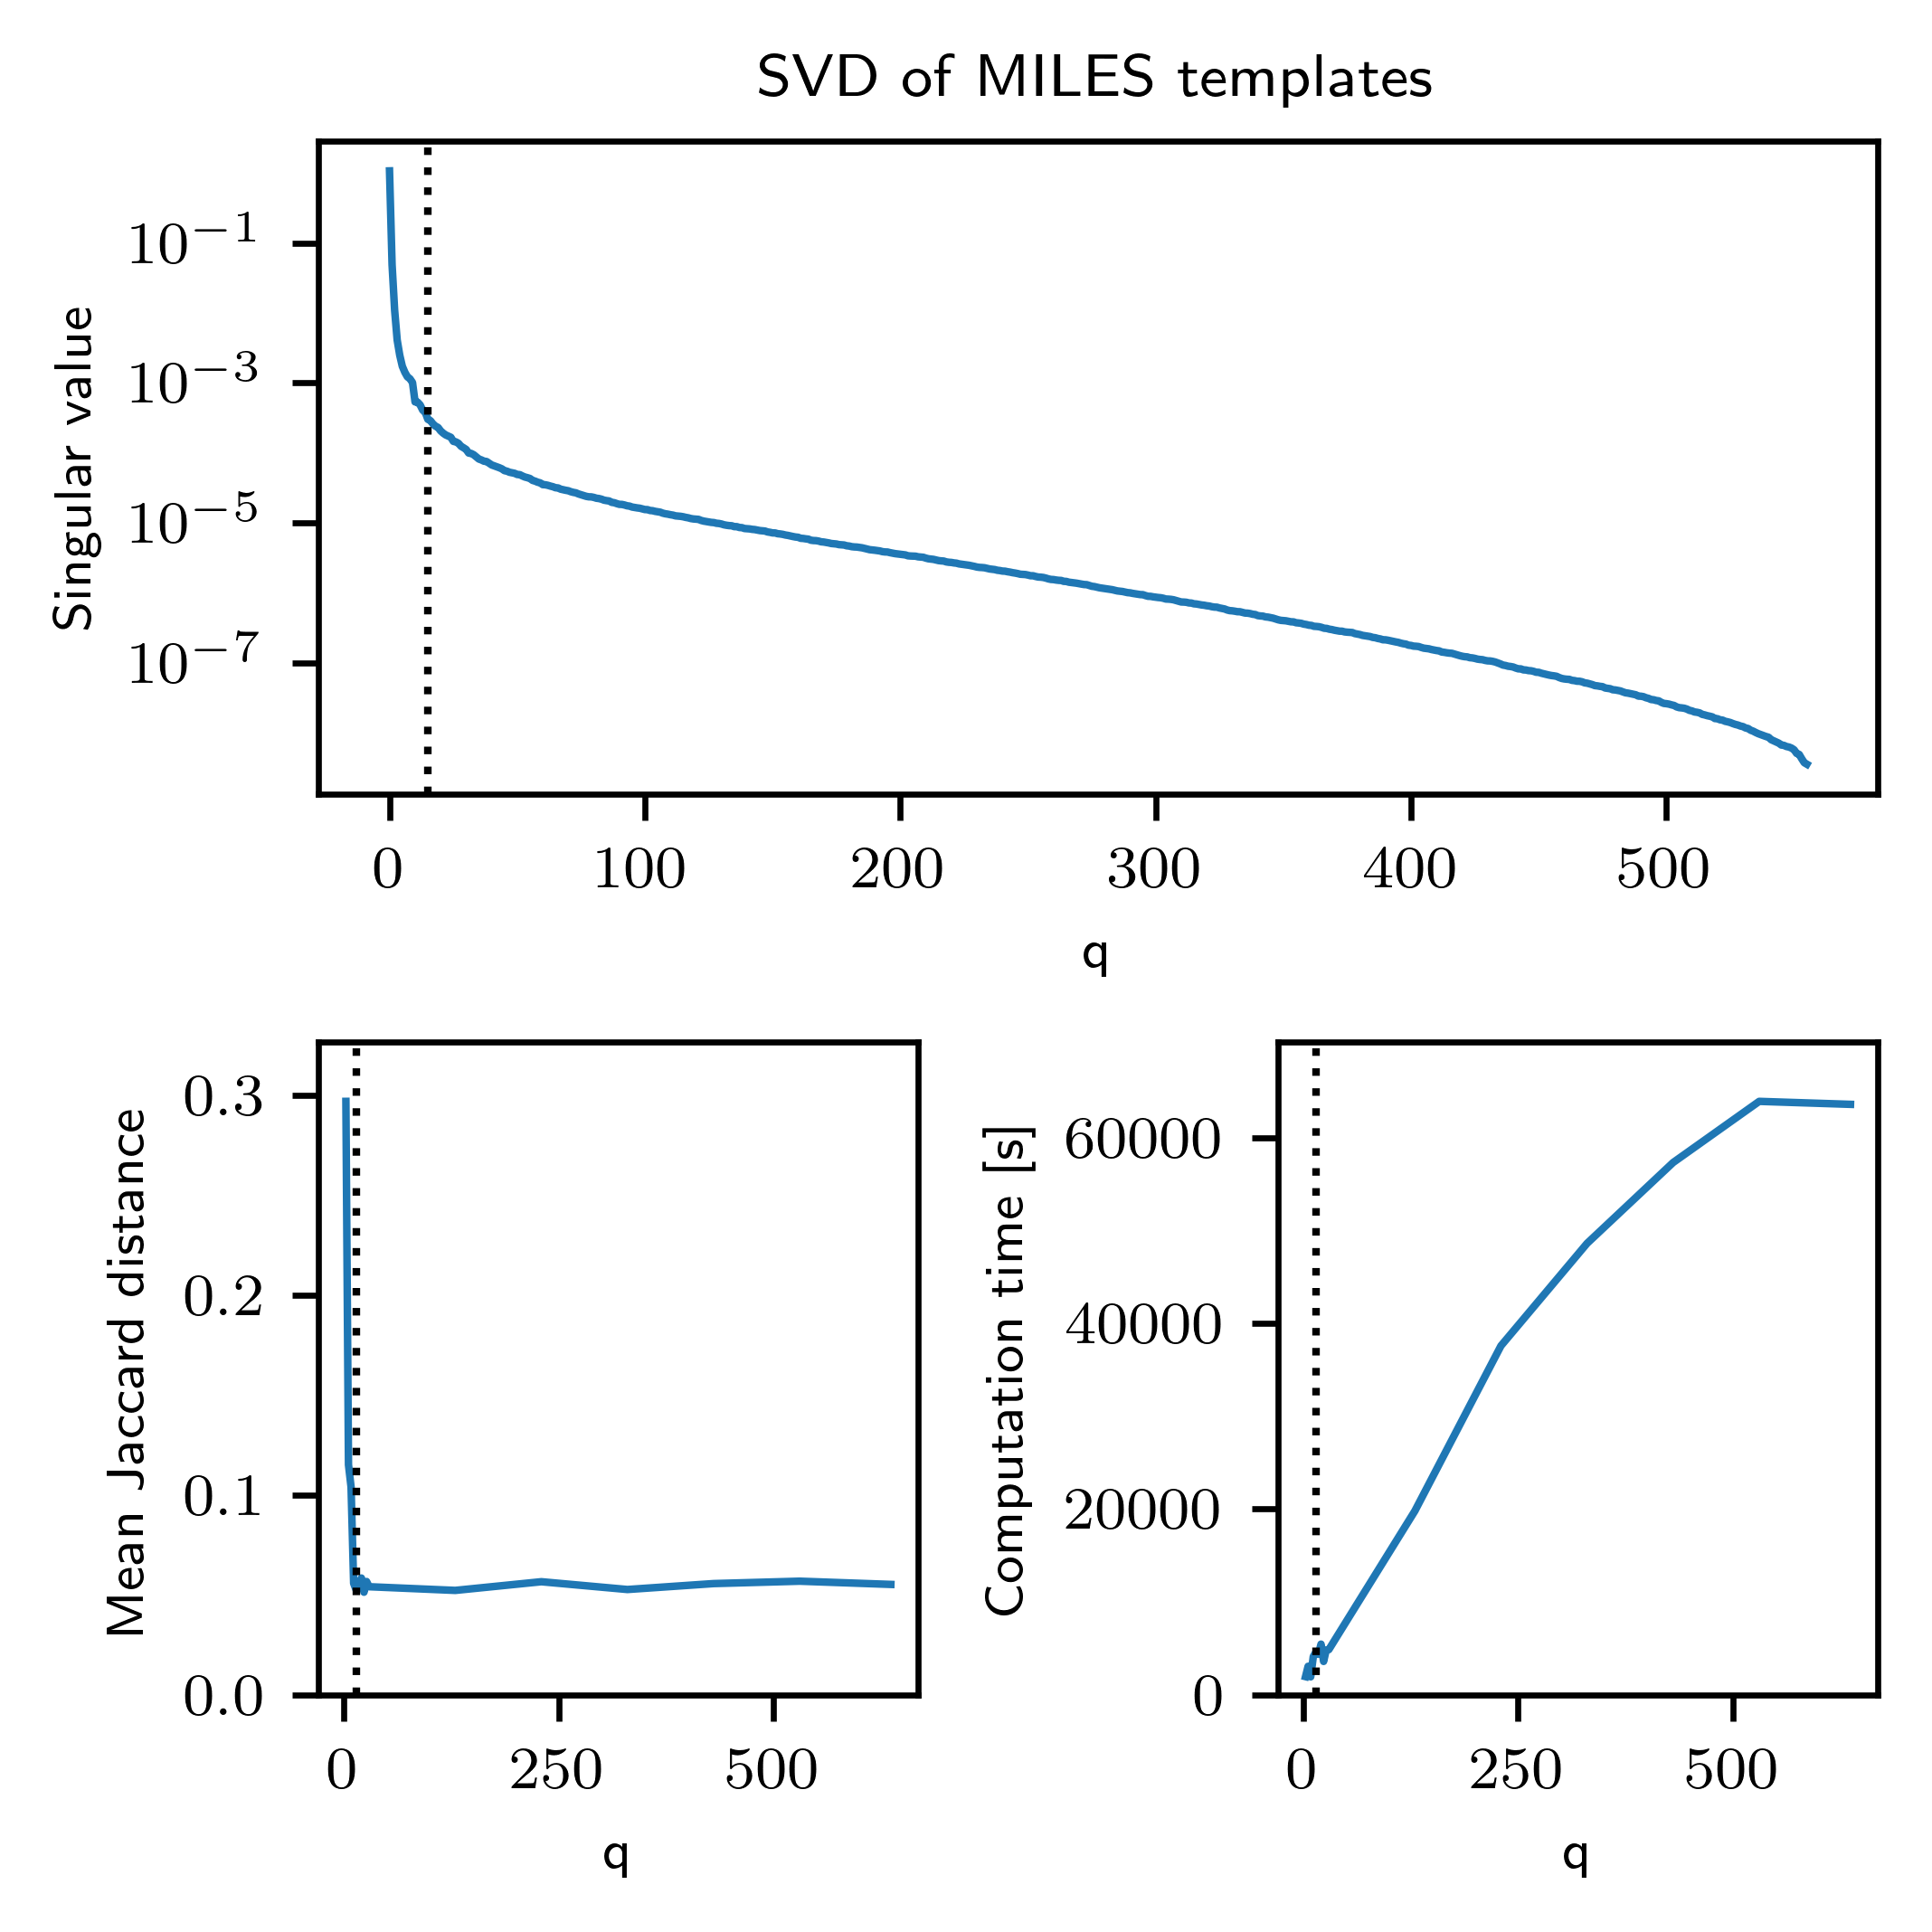 SVD of MILES templates
Singular value
10⁻¹
10⁻³
10⁻⁵
10⁻⁷
0 100 200 300 400 500
q
Mean Jaccard distance
0.3
0.2
0.1
0.0
0 250 500
q
Computation time [s]
60000
40000
20000
0
0 250 500
q